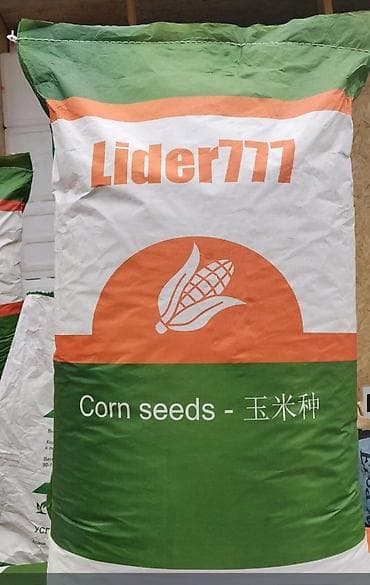 Lider777
Corn seeds - 玉米种